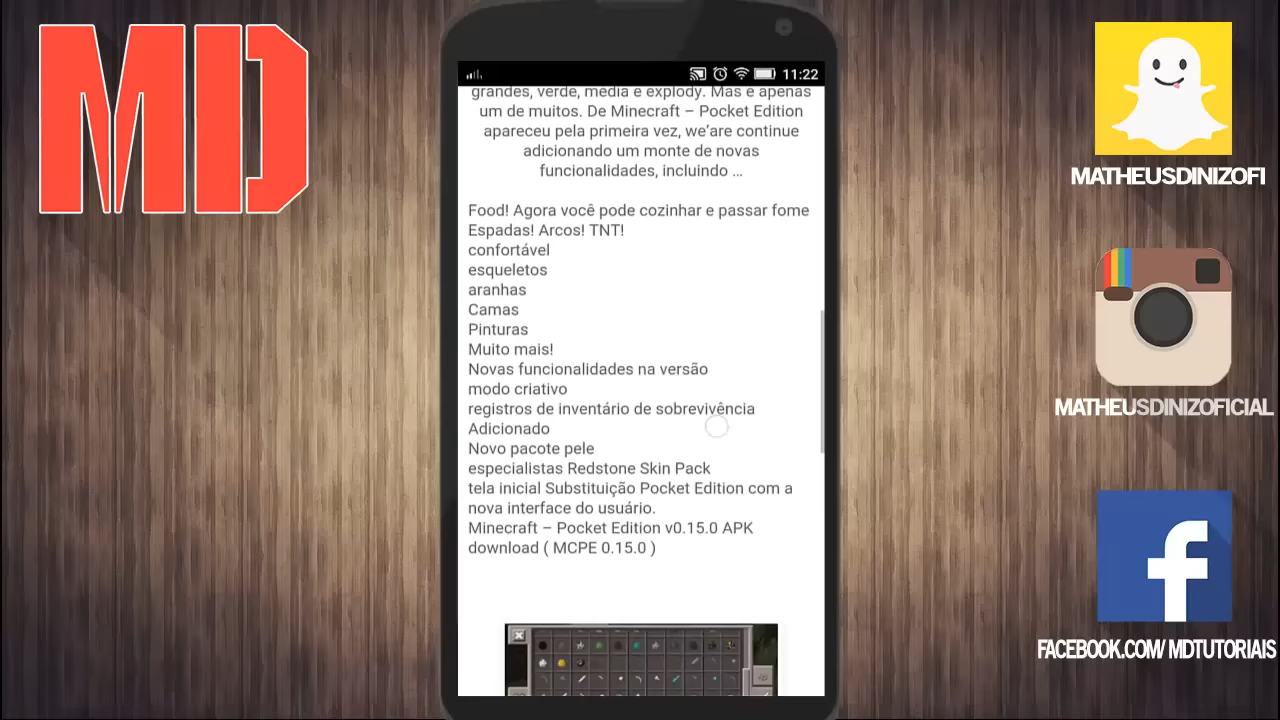 MD
11:22
grandes, verde, média e explody. Mas é apenas
um de muitos. De Minecraft – Pocket Edition
apareceu pela primeira vez, we'are continue
adicionando um monte de novas
funcionalidades, incluindo ...
Food! Agora você pode cozinhar e passar fome
Espadas! Arcos! TNT!
confortável
esqueletos
aranhas
Camas
Pinturas
Muito mais!
Novas funcionalidades na versão
modo criativo
registros de inventário de sobrevivência
Adicionado
Novo pacote pele
especialistas Redstone Skin Pack
tela inicial Substituição Pocket Edition com a
nova interface do usuário.
Minecraft – Pocket Edition v0.15.0 APK
download ( MCPE 0.15.0 )
MATHEUSDINIZOFI
MATHEUSDINIZOFICIAL
FACEBOOK.COM/ MDTUTORIAIS